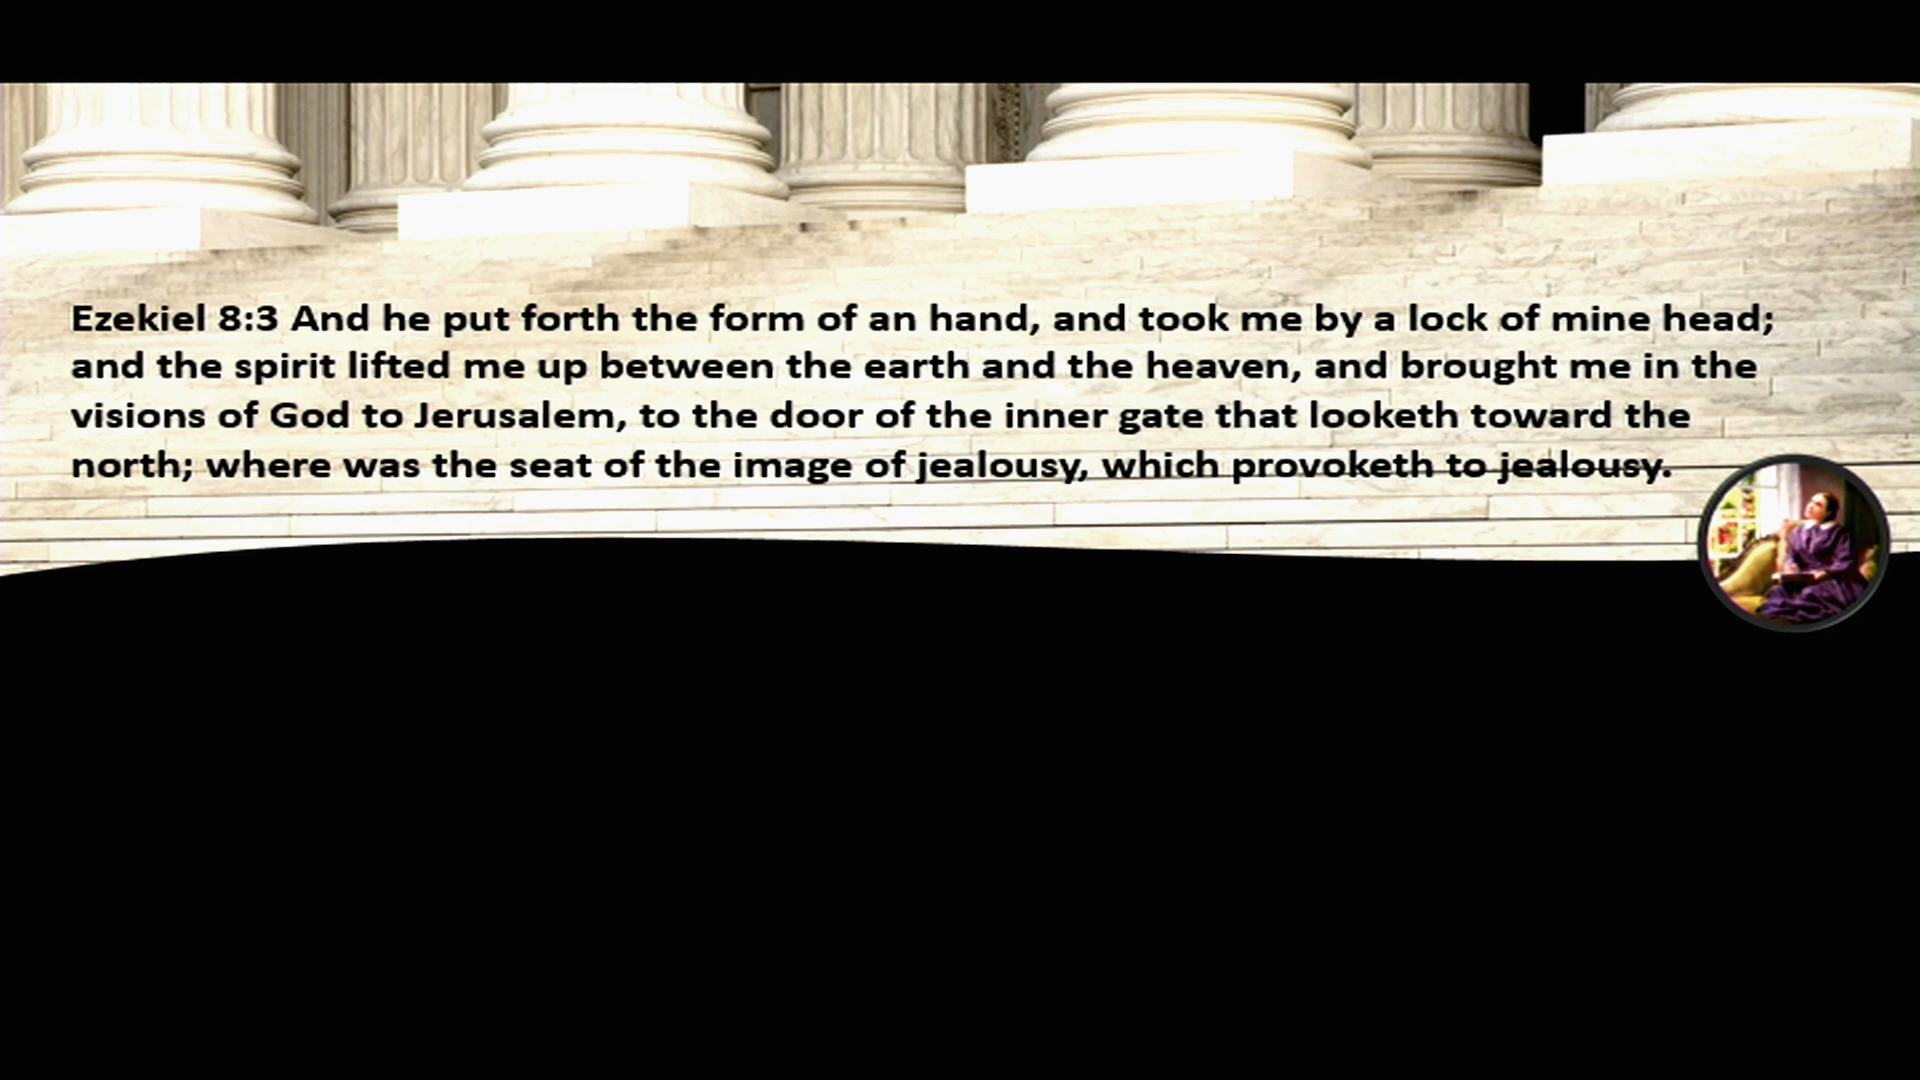 Ezekiel 8:3 And he put forth the form of an hand, and took me by a lock of mine head;
and the spirit lifted me up between the earth and the heaven, and brought me in the
visions of God to Jerusalem, to the door of the inner gate that looketh toward the
north; where was the seat of the image of jealousy, which provoketh to jealousy.